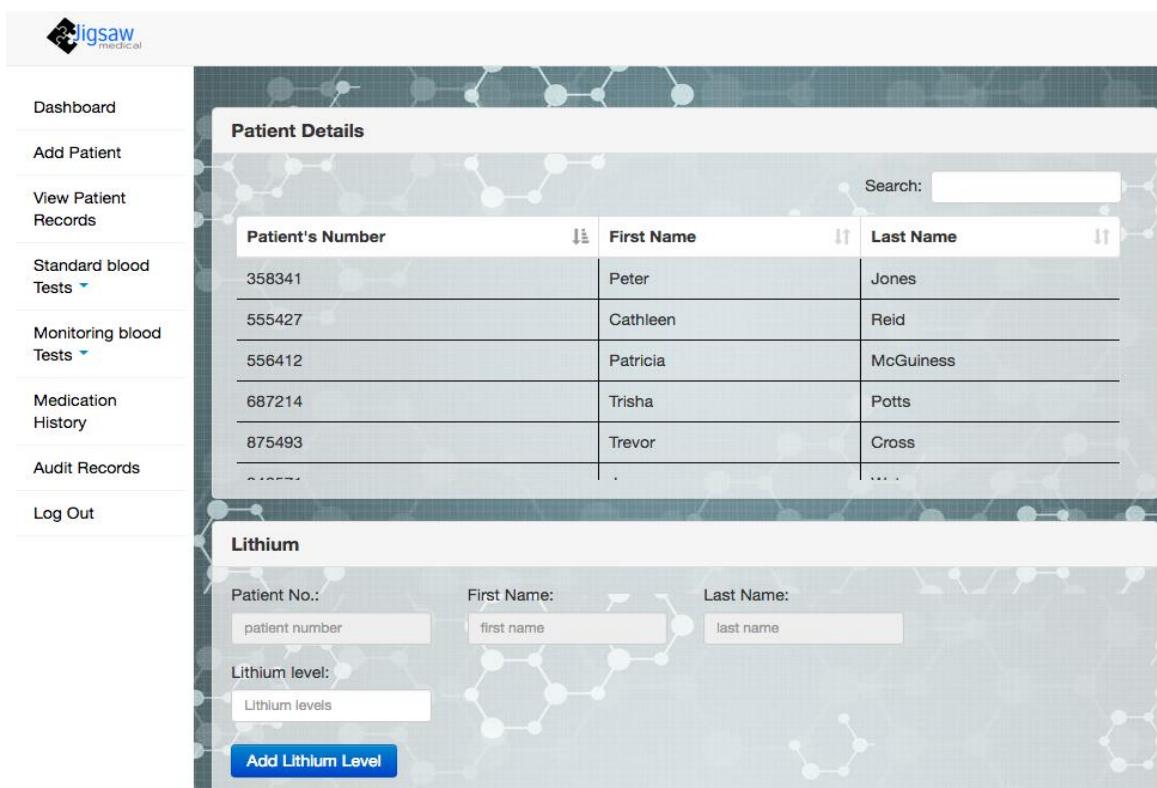 Jigsaw
medical
Dashboard
Add Patient
View Patient
Records
Standard blood
Tests
Monitoring blood
Tests
Medication
History
Audit Records
Log Out
Patient Details
Search:
Patient's Number First Name Last Name
358341 Peter Jones
555427 Cathleen Reid
556412 Patricia McGuiness
687214 Trisha Potts
875493 Trevor Cross
Lithium
Patient No.: First Name: Last Name:
patient number first name last name
Lithium level:
Lithium levels
Add Lithium Level